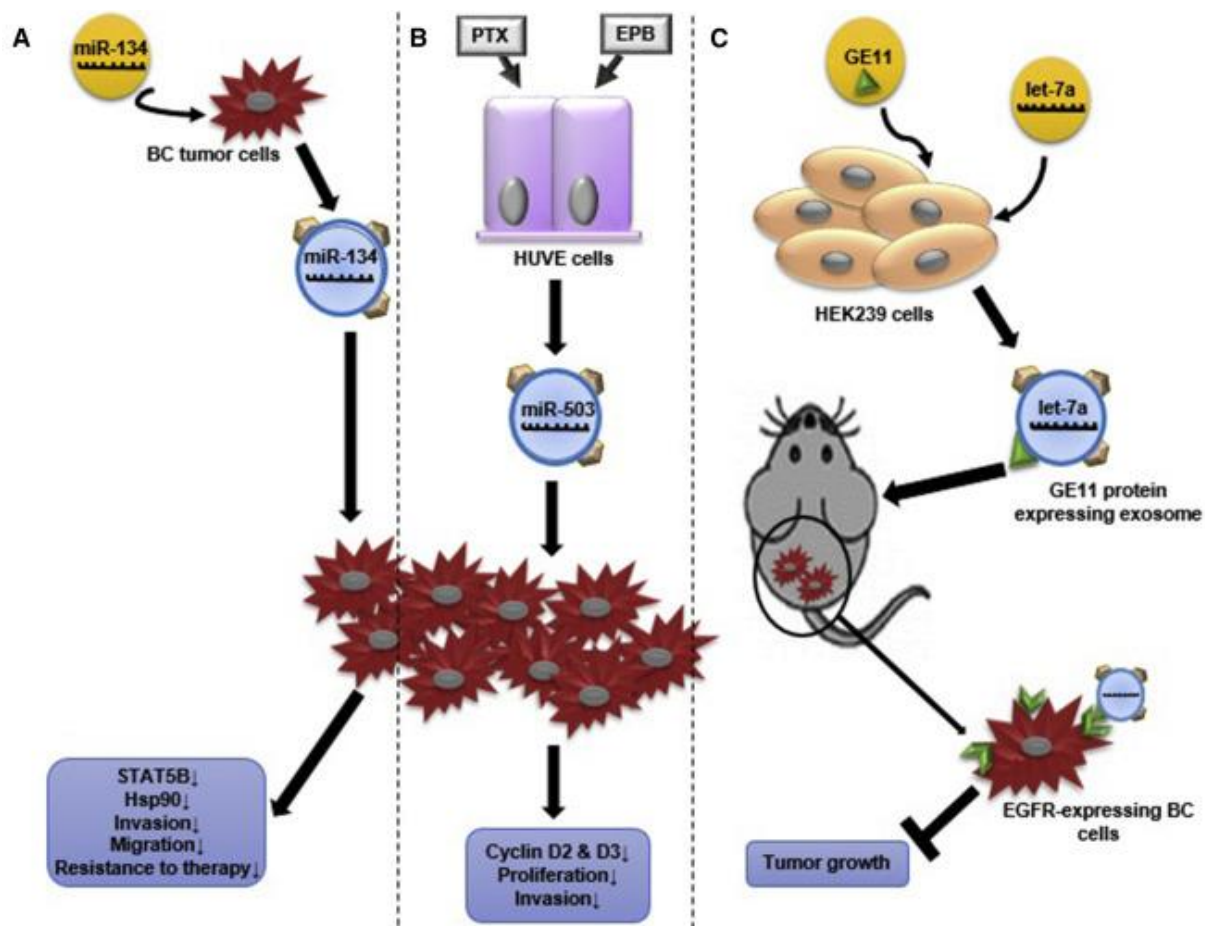 A
miR-134
BC tumor cells
miR-134
STAT5B↓
Hsp90↓
Invasion↓
Migration↓
Resistance to therapy↓
B
PTX
EPB
HUVE cells
miR-503
Cyclin D2 & D3↓
Proliferation↓
Invasion↓
C
GE11
let-7a
HEK239 cells
let-7a
GE11 protein
expressing exosome
EGFR-expressing BC
cells
Tumor growth